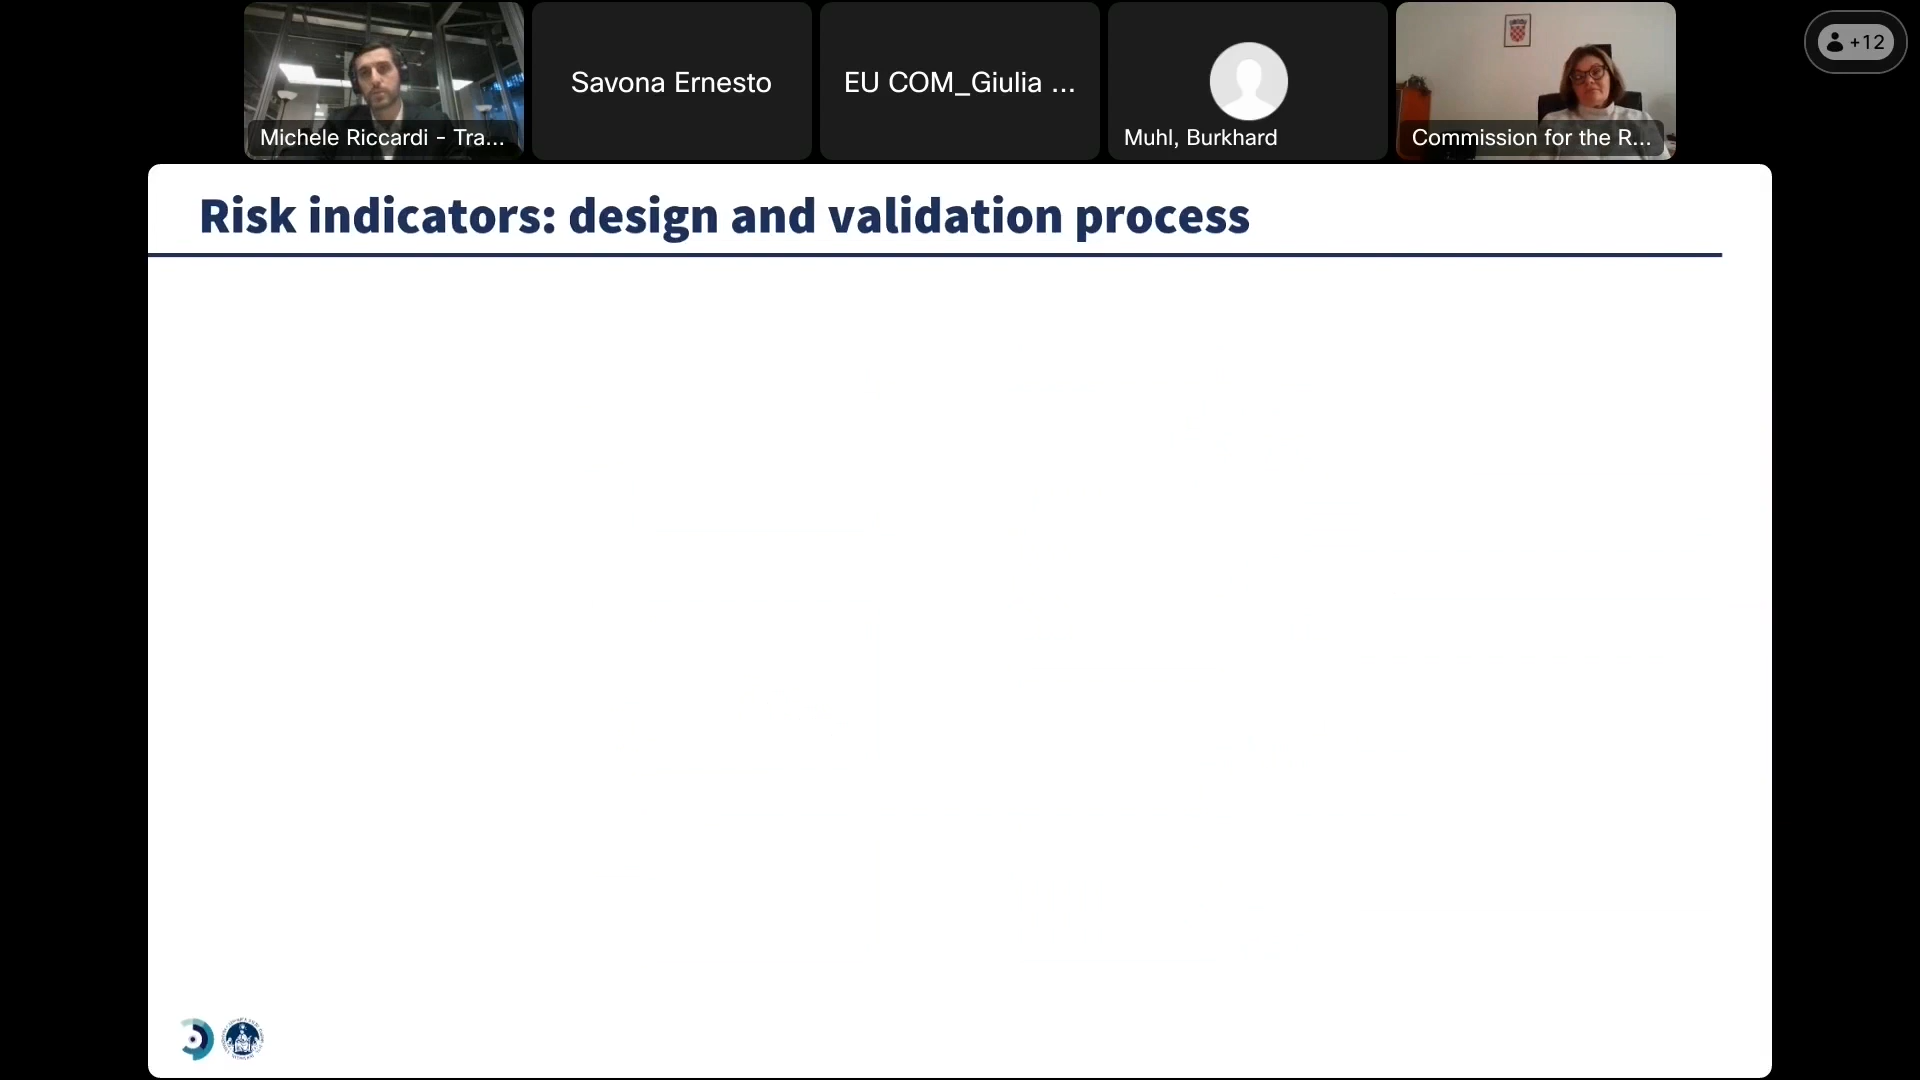 Michele Riccardi - Tra...
Savona Ernesto
EU COM_Giulia ...
Muhl, Burkhard
Commission for the R...
+12
Risk indicators: design and validation process